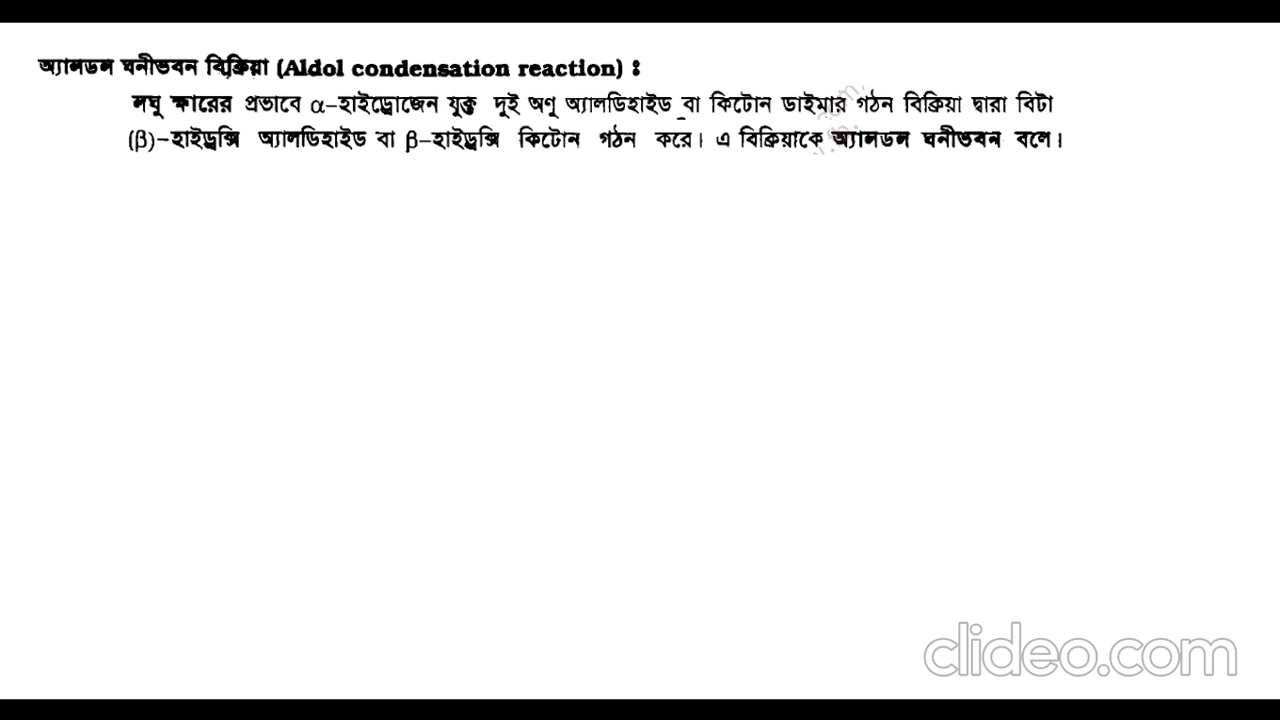 অ্যালডল ঘনীভবন বিক্রিয়া (Aldol condensation reaction) :
লঘু ক্ষারের প্রভাবে α-হাইড্রোজেন যুক্ত দুই অণু অ্যালডিহাইড বা কিটোন ডাইমার গঠন বিক্রিয়া দ্বারা বিটা
(β)-হাইড্রক্সি অ্যালডিহাইড বা β-হাইড্রক্সি কিটোন গঠন করে। এ বিক্রিয়াকে অ্যালডল ঘনীভবন বলে।
clideo.com